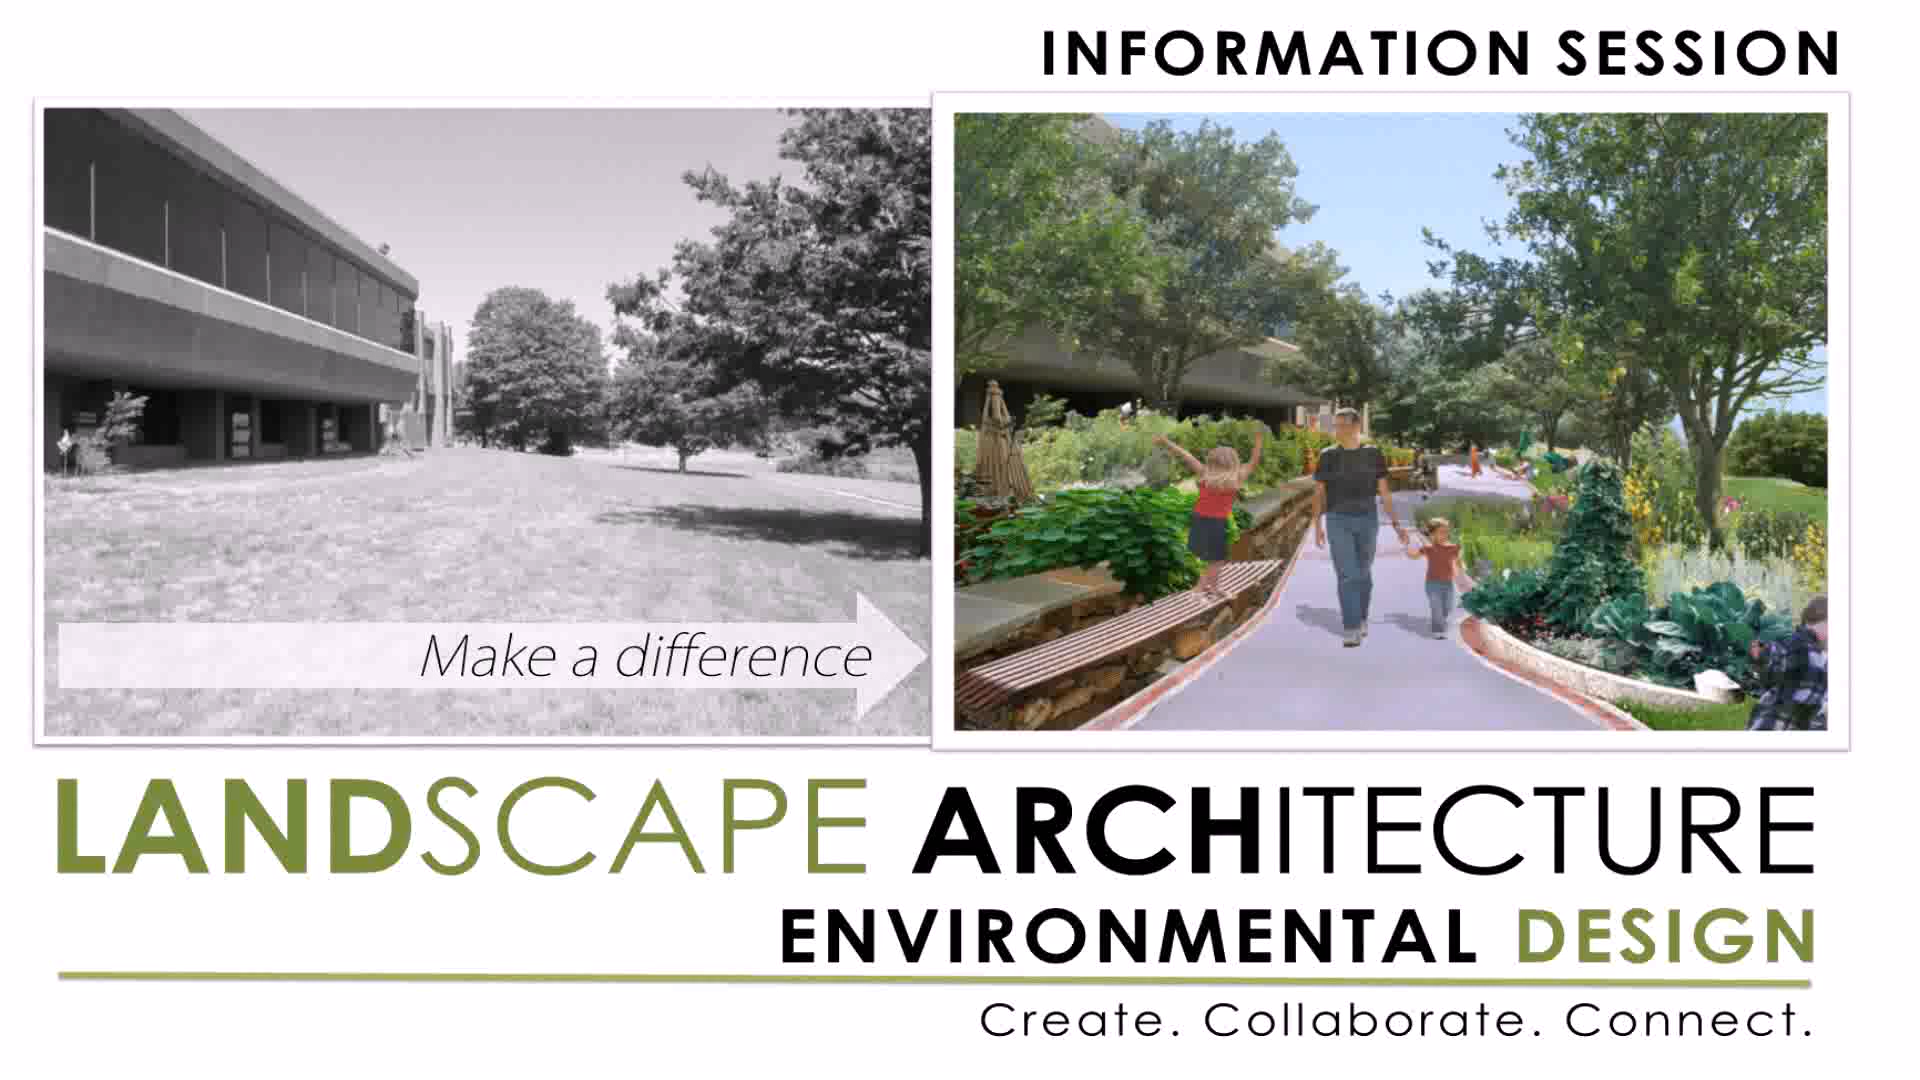 INFORMATION SESSION
Make a difference
LANDSCAPE ARCHITECTURE
ENVIRONMENTAL DESIGN
Create. Collaborate. Connect.